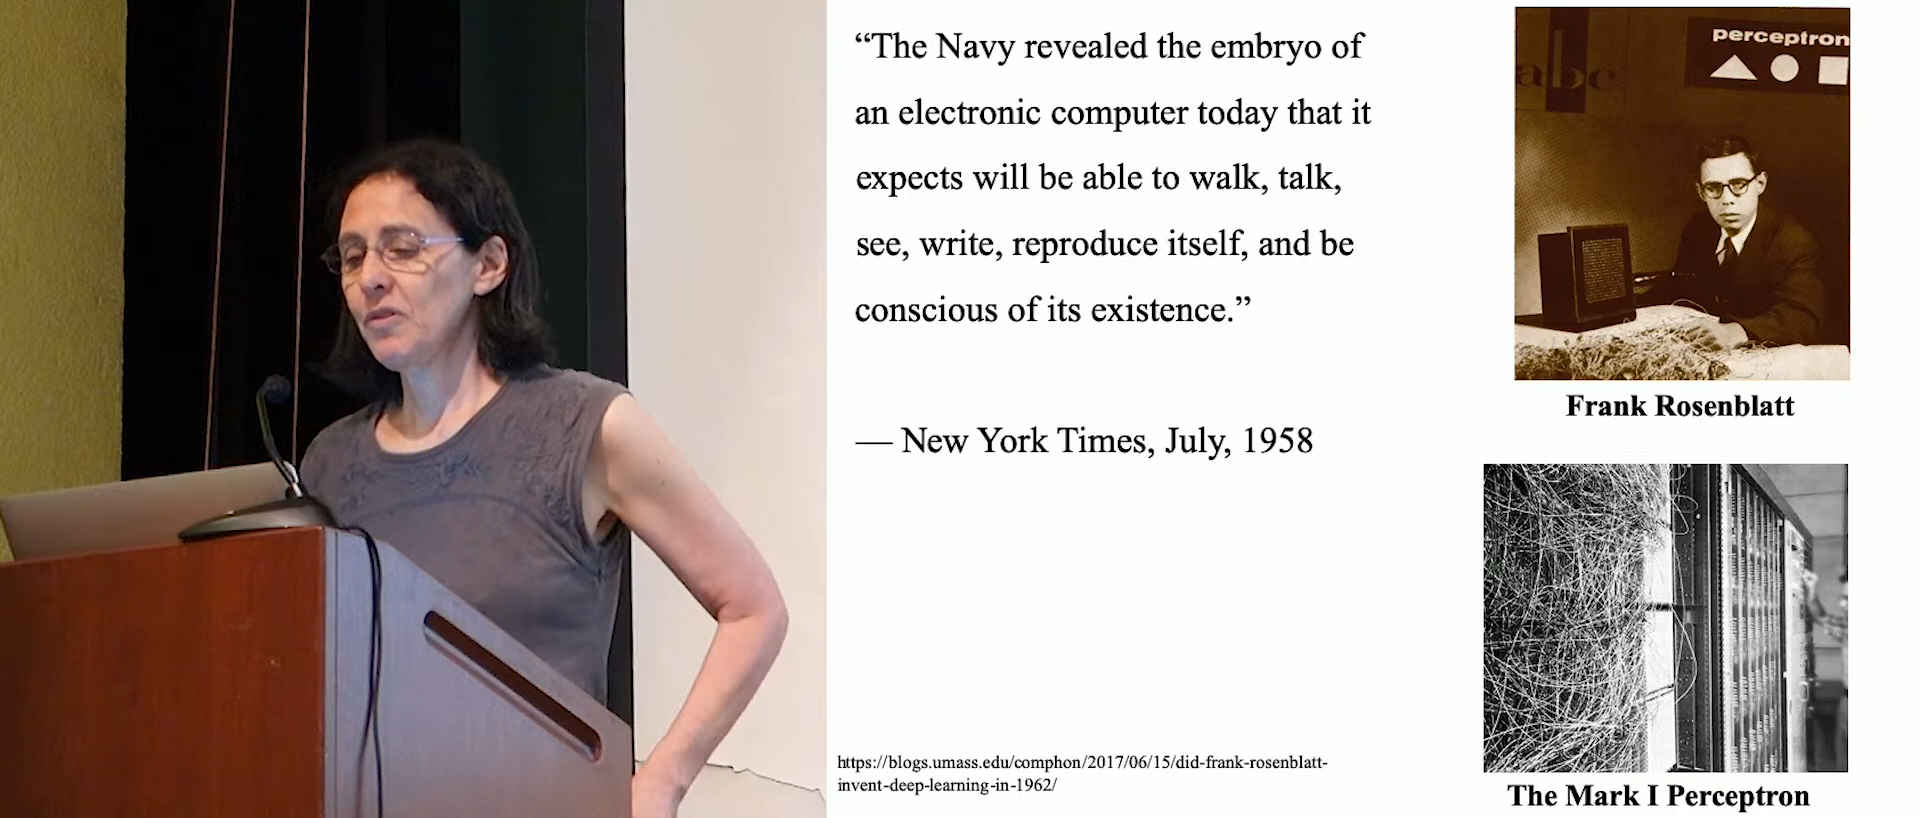 “The Navy revealed the embryo of
an electronic computer today that it
expects will be able to walk, talk,
see, write, reproduce itself, and be
conscious of its existence.”
— New York Times, July, 1958
https://blogs.umass.edu/comphon/2017/06/15/did-frank-rosenblatt-
invent-deep-learning-in-1962/
perceptron
abc
Frank Rosenblatt
The Mark I Perceptron